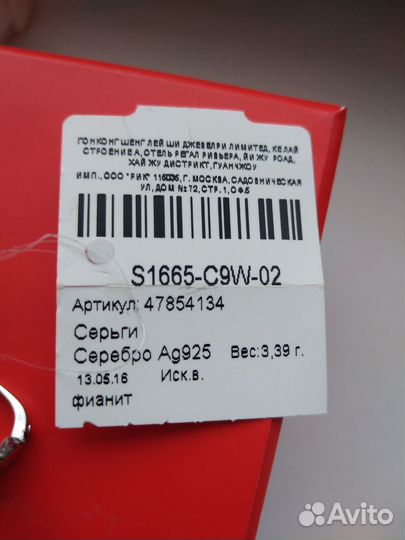 ГОНКОНГ ШЕНГ ЛЕЙ ШИ ДЖЕВЕЛРИ ЛИМИТЕД, КЕЛАЙ
СТРОЕНИЕ А, ОТЕЛЬ РЕГАЛ РИВЬЕРА, ЙИ ЖУ РОАД,
ХАЙ ЖУ ДИСТРИКТ, ГУАНЧЖОУ
ИМП., ООО "РИК" 115035, Г. МОСКВА, САДОВНИЧЕСКАЯ
УЛ, ДОМ №72, СТР. 1, ОФ.5
S1665-C9W-02
Артикул: 47854134
Серьги
Серебро Ag925 Вес:3,39 г.
13.05.16 Иск.в.
фианит
Avito